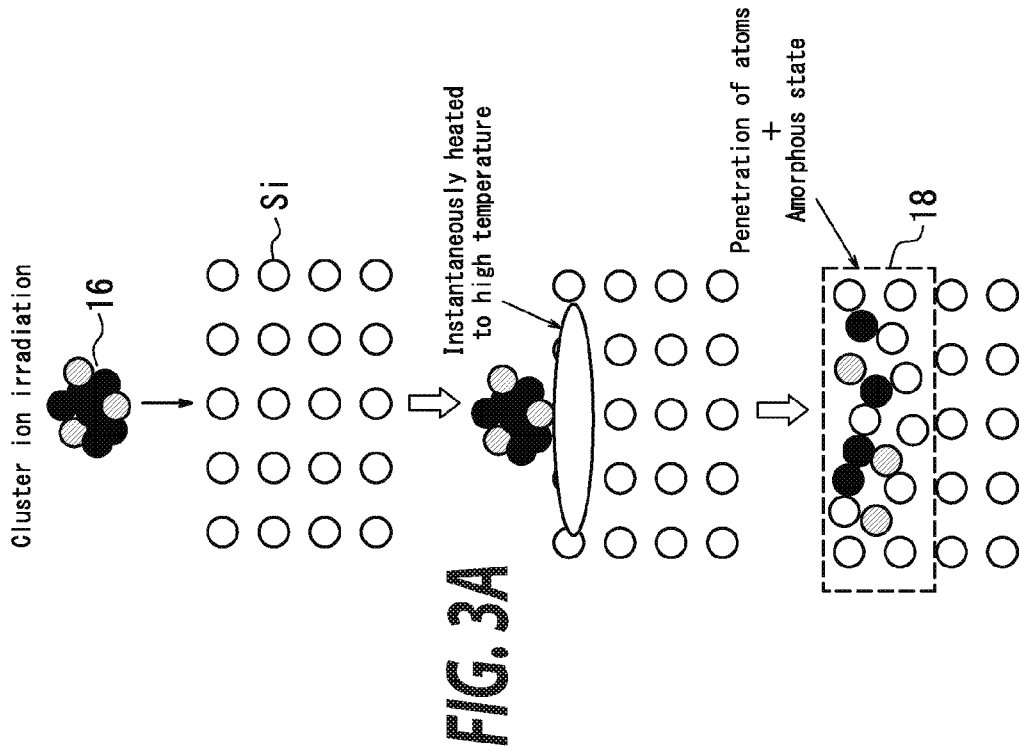 Cluster ion irradiation
16
Si
Instantaneously heated
to high temperature
Penetration of atoms
+
Amorphous state
18
FIG. 3A